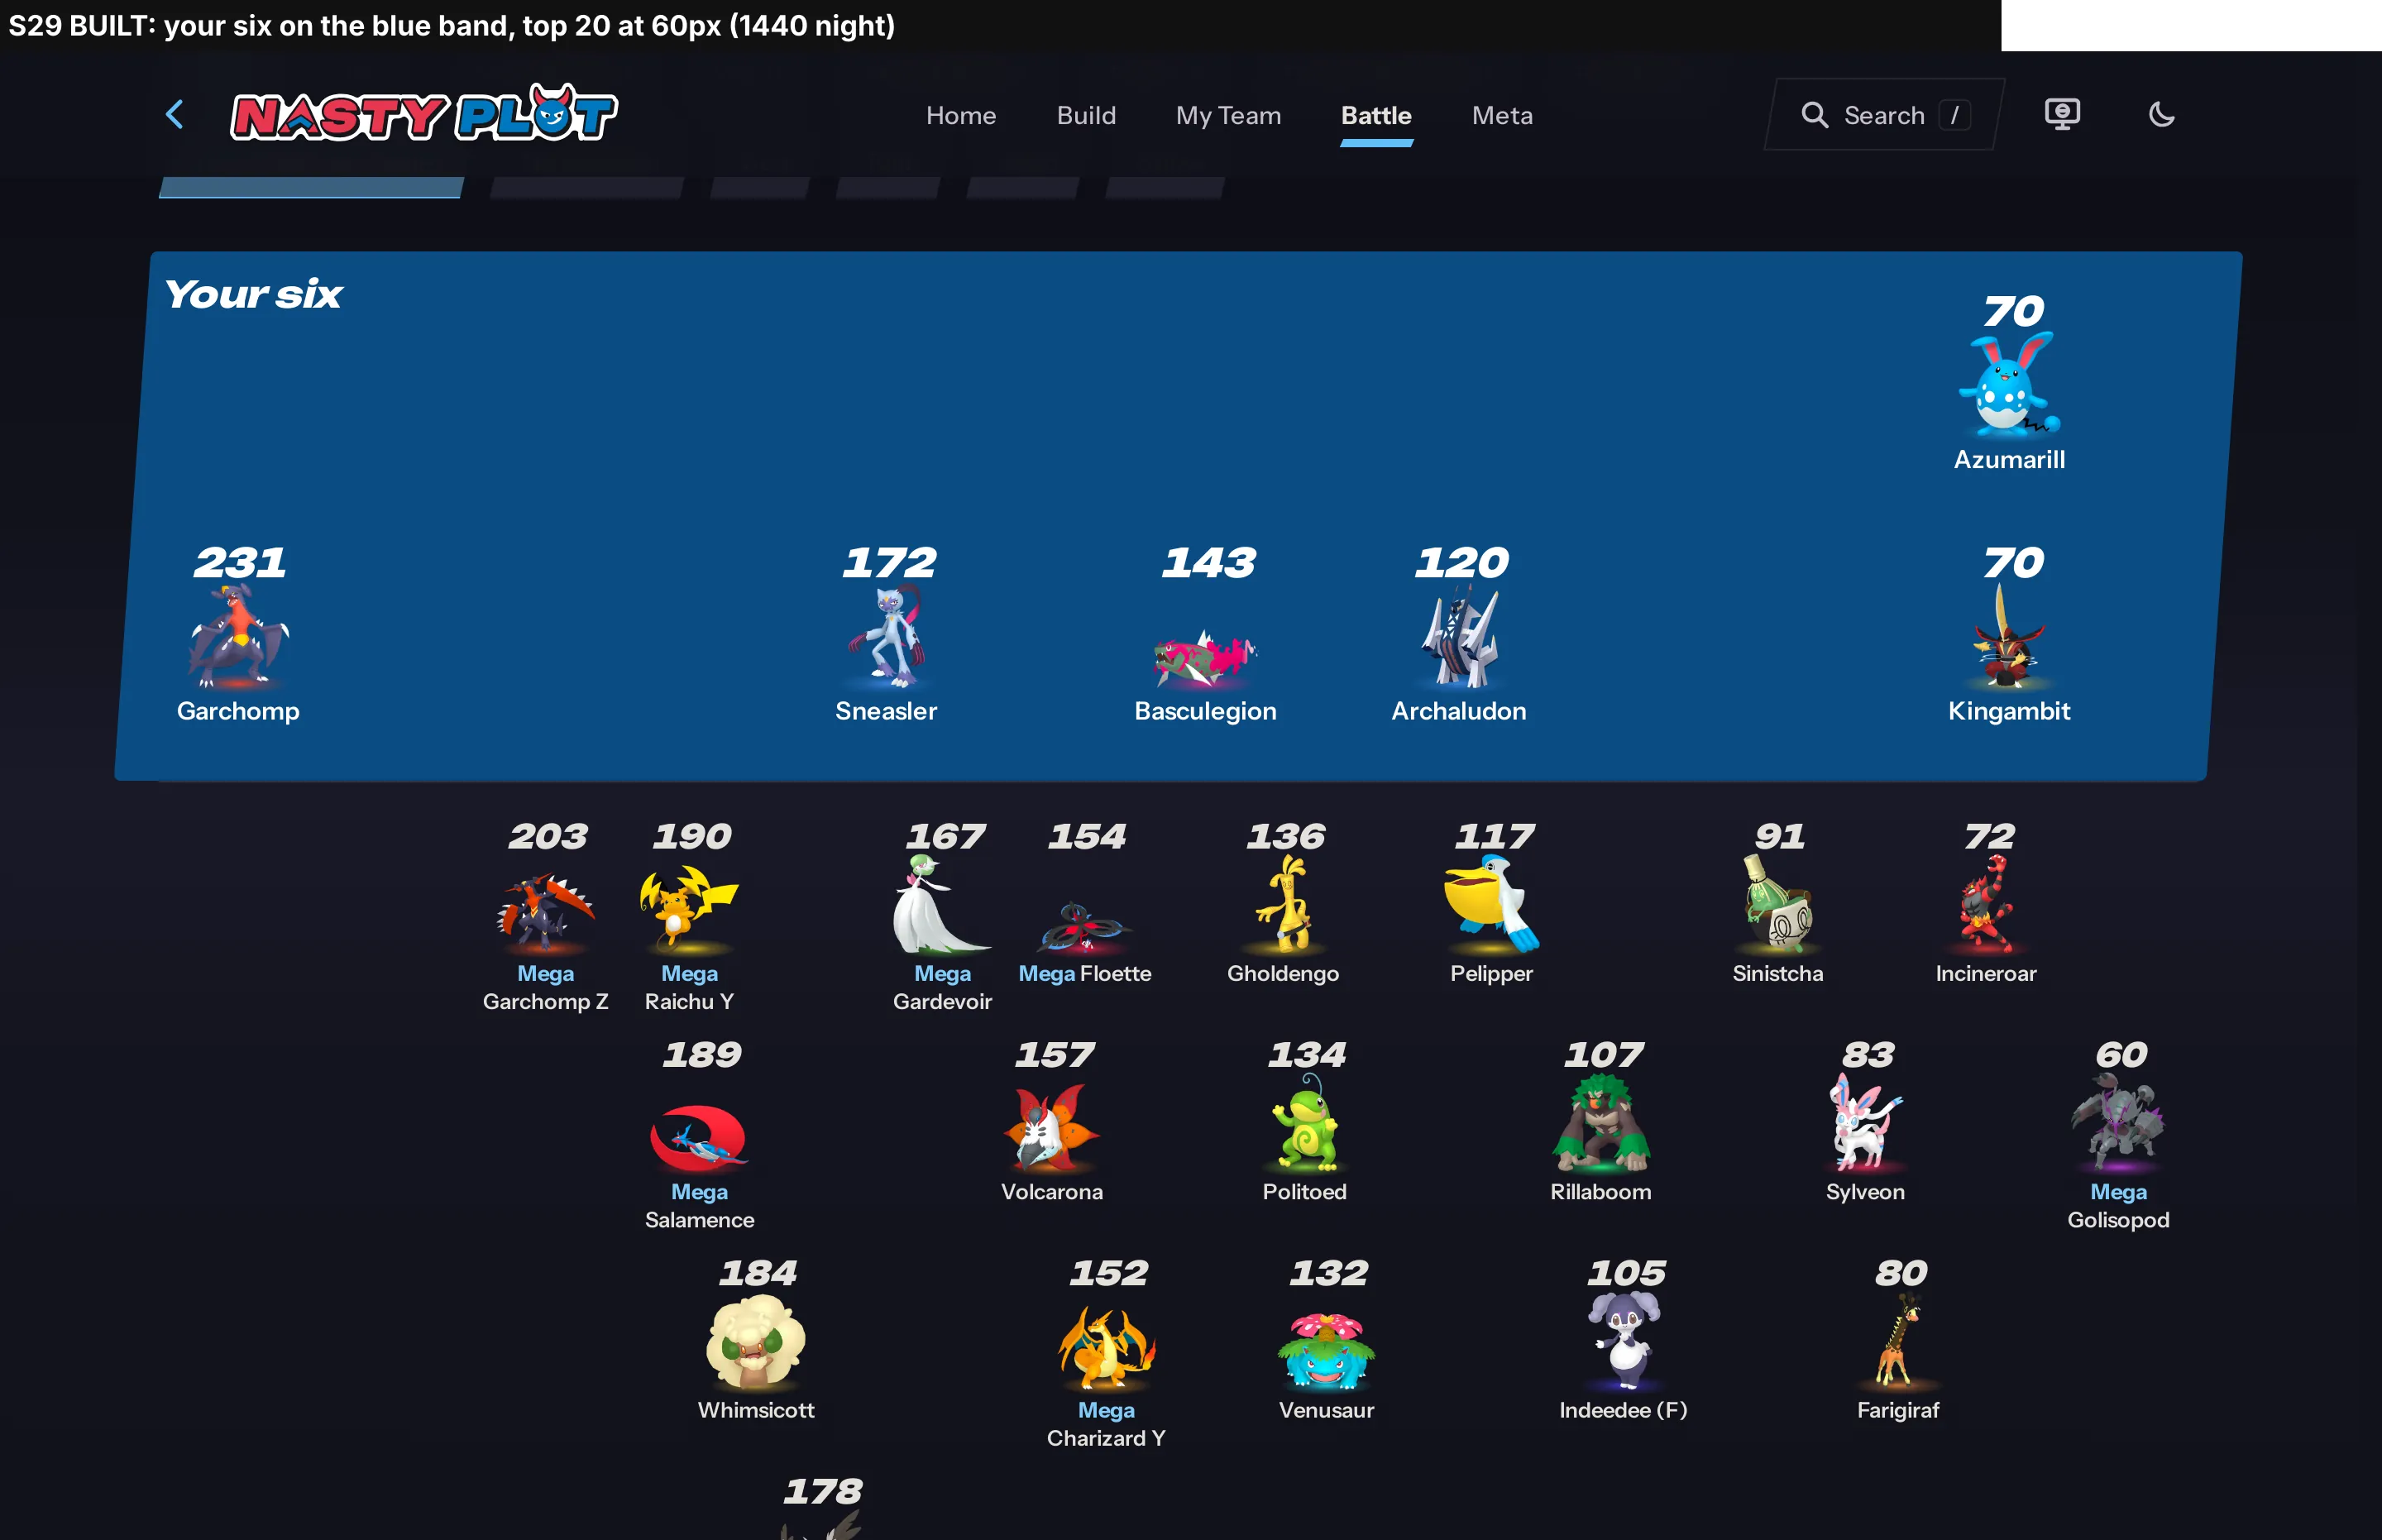 S29 BUILT: your six on the blue band, top 20 at 60px (1440 night)
NASTY PLOT
Home Build My Team Battle Meta
Search /
Your six
70
Azumarill
231 172 143 120 70
Garchomp Sneasler Basculegion Archaludon Kingambit
203 190 167 154 136 117 91 72
Mega Mega Mega Mega Floette Gholdengo Pelipper Sinistcha Incineroar
Garchomp Z Raichu Y Gardevoir
189 157 134 107 83 60
Mega Volcarona Politoed Rillaboom Sylveon Mega
Salamence Golisopod
184 152 132 105 80
Whimsicott Mega Venusaur Indeedee (F) Farigiraf
Charizard Y
178